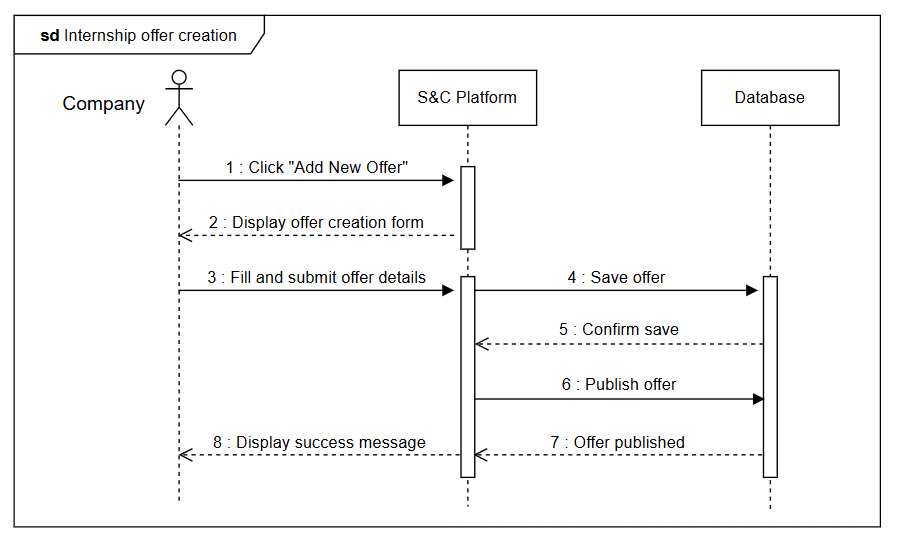 sd Internship offer creation
Company
S&C Platform
Database
1 : Click "Add New Offer"
2 : Display offer creation form
3 : Fill and submit offer details
4 : Save offer
5 : Confirm save
6 : Publish offer
8 : Display success message
7 : Offer published